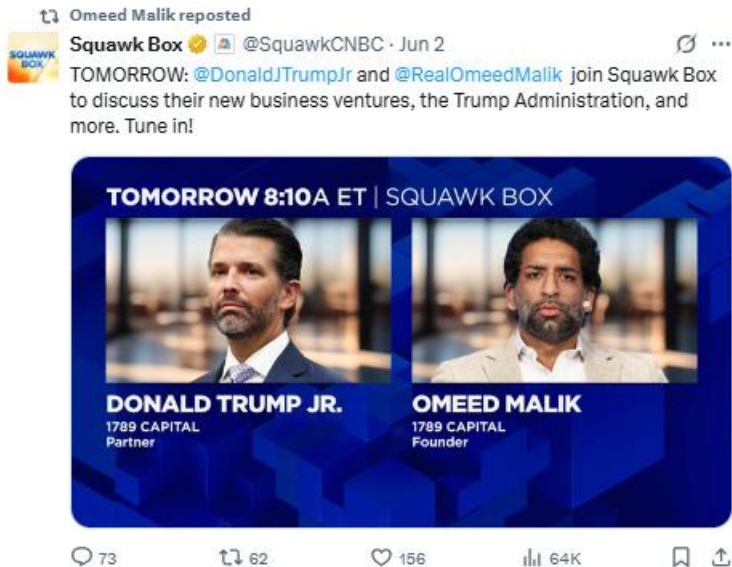 Omeed Malik reposted
SQUAWK
BOX
Squawk Box @SquawkCNBC · Jun 2
TOMORROW: @DonaldJTrumpJr and @RealOmeedMalik join Squawk Box
to discuss their new business ventures, the Trump Administration, and
more. Tune in!
TOMORROW 8:10A ET | SQUAWK BOX
DONALD TRUMP JR.
1789 CAPITAL
Partner
OMEED MALIK
1789 CAPITAL
Founder
73 62 156 64K